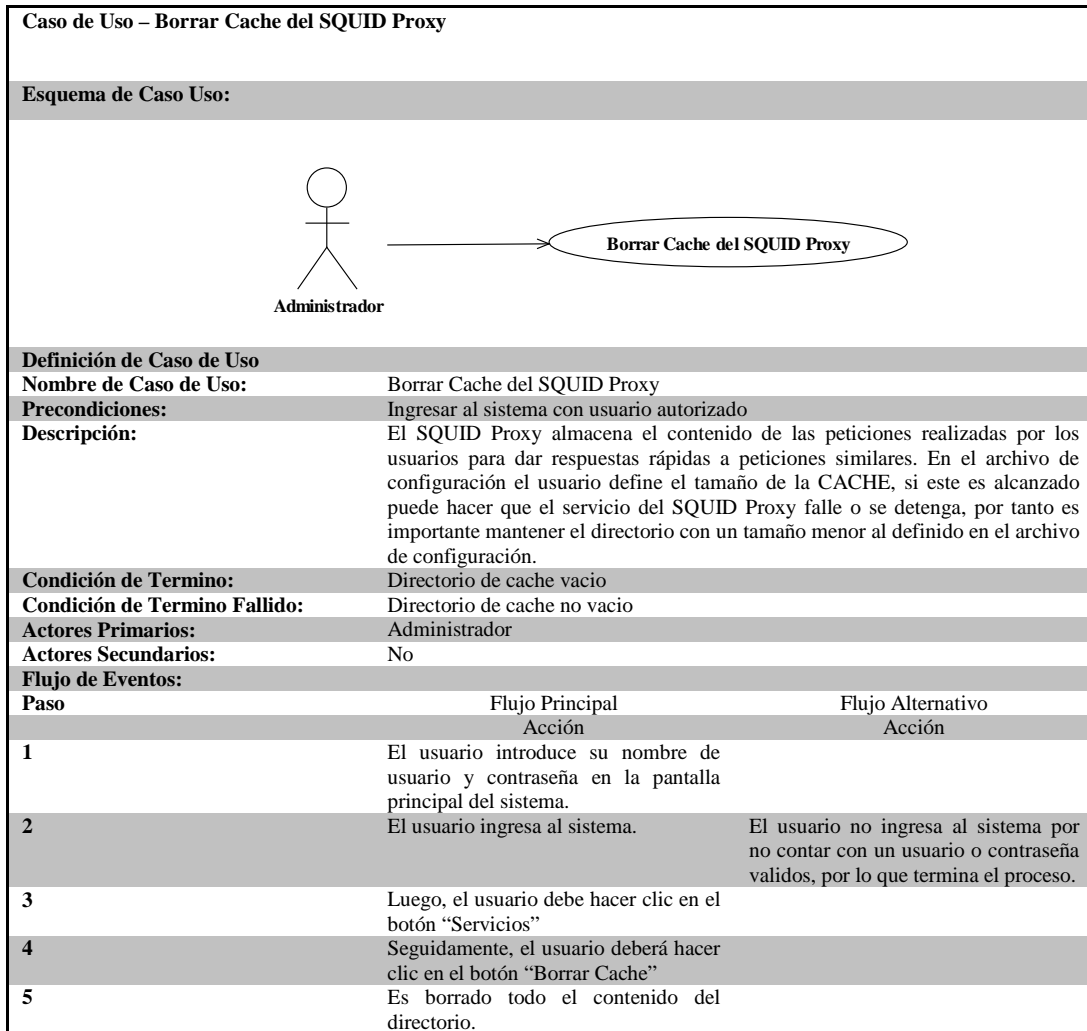 Caso de Uso – Borrar Cache del SQUID Proxy
Esquema de Caso Uso:
Borrar Cache del SQUID Proxy
Administrador
Definición de Caso de Uso
Nombre de Caso de Uso: Borrar Cache del SQUID Proxy
Precondiciones: Ingresar al sistema con usuario autorizado
Descripción: El SQUID Proxy almacena el contenido de las peticiones realizadas por los
usuarios para dar respuestas rápidas a peticiones similares. En el archivo de
configuración el usuario define el tamaño de la CACHE, si este es alcanzado
puede hacer que el servicio del SQUID Proxy falle o se detenga, por tanto es
importante mantener el directorio con un tamaño menor al definido en el archivo
de configuración.
Condición de Termino: Directorio de cache vacio
Condición de Termino Fallido: Directorio de cache no vacio
Actores Primarios: Administrador
Actores Secundarios: No
Flujo de Eventos:
Paso Flujo Principal Flujo Alternativo
Acción Acción
1 El usuario introduce su nombre de
usuario y contraseña en la pantalla
principal del sistema.
2 El usuario ingresa al sistema. El usuario no ingresa al sistema por
no contar con un usuario o contraseña
validos, por lo que termina el proceso.
3 Luego, el usuario debe hacer clic en el
botón “Servicios”
4 Seguidamente, el usuario deberá hacer
clic en el botón “Borrar Cache”
5 Es borrado todo el contenido del
directorio.